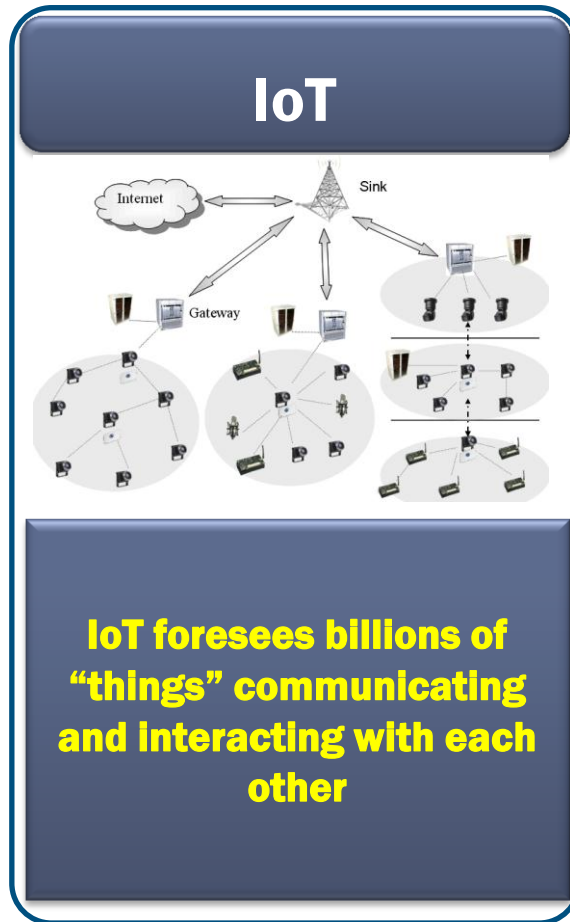 IoT
Sink
Internet
Gateway
IoT foresees billions of
“things” communicating
and interacting with each
other